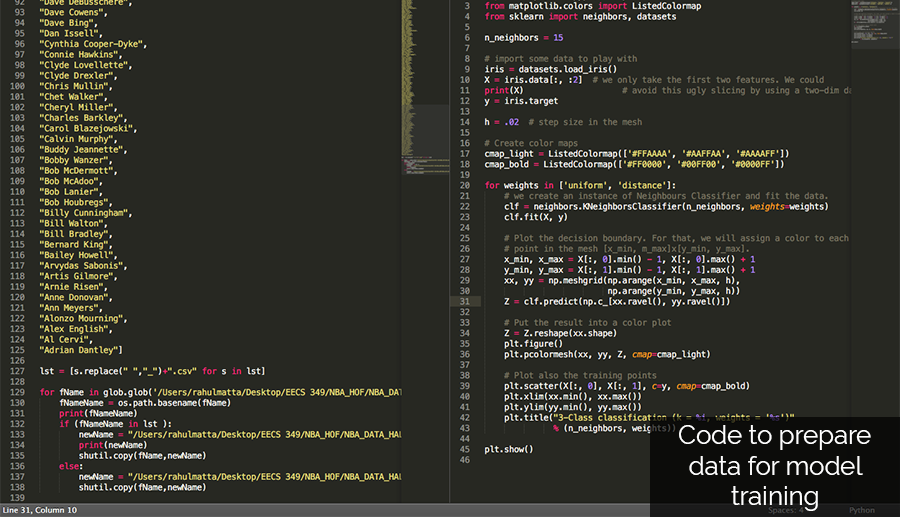 92 "Dave DeBusschere",
93 "Dave Cowens",
94 "Dave Bing",
95 "Dan Issell",
96 "Cynthia Cooper-Dyke",
97 "Connie Hawkins",
98 "Clyde Lovellette",
99 "Clyde Drexler",
100 "Chris Mullin",
101 "Chet Walker",
102 "Cheryl Miller",
103 "Charles Barkley",
104 "Carol Blazejowski",
105 "Calvin Murphy",
106 "Buddy Jeannette",
107 "Bobby Wanzer",
108 "Bob McDermott",
109 "Bob McAdoo",
110 "Bob Lanier",
111 "Bob Houbregs",
112 "Billy Cunningham",
113 "Bill Walton",
114 "Bill Bradley",
115 "Bernard King",
116 "Bailey Howell",
117 "Arvydas Sabonis",
118 "Artis Gilmore",
119 "Arnie Risen",
120 "Anne Donovan",
121 "Ann Meyers",
122 "Alonzo Mourning",
123 "Alex English",
124 "Al Cervi",
125 "Adrian Dantley"]
126
127 lst = [s.replace(" ","_")+".csv" for s in lst]
128
129 for fName in glob.glob('/Users/rahulmatta/Desktop/EECS 349/NBA_HOF/NBA_DAT
130 fNameName = os.path.basename(fName)
131 print(fNameName)
132 if (fNameName in lst ):
133 newName = "/Users/rahulmatta/Desktop/EECS 349/NBA_HOF/NBA_DATA_HAL
134 print(newName)
135 shutil.copy(fName,newName)
136 else:
137 newName = "/Users/rahulmatta/Desktop/EECS 349/NBA_HOF/NBA_DATA_HAL
138 shutil.copy(fName,newName)
139
3 from matplotlib.colors import ListedColormap
4 from sklearn import neighbors, datasets
5
6 n_neighbors = 15
7
8 # import some data to play with
9 iris = datasets.load_iris()
10 X = iris.data[:, :2] # we only take the first two features. We could
11 print(X) # avoid this ugly slicing by using a two-dim da
12 y = iris.target
13
14 h = .02 # step size in the mesh
15
16 # Create color maps
17 cmap_light = ListedColormap(['#FFAAAA', '#AAFFAA', '#AAAAFF'])
18 cmap_bold = ListedColormap(['#FF0000', '#00FF00', '#0000FF'])
19
20 for weights in ['uniform', 'distance']:
21 # we create an instance of Neighbours Classifier and fit the data.
22 clf = neighbors.KNeighborsClassifier(n_neighbors, weights=weights)
23 clf.fit(X, y)
24
25 # Plot the decision boundary. For that, we will assign a color to each
26 # point in the mesh [x_min, m_max]x[y_min, y_max].
27 x_min, x_max = X[:, 0].min() - 1, X[:, 0].max() + 1
28 y_min, y_max = X[:, 1].min() - 1, X[:, 1].max() + 1
29 xx, yy = np.meshgrid(np.arange(x_min, x_max, h),
30 np.arange(y_min, y_max, h))
31 Z = clf.predict(np.c_[xx.ravel(), yy.ravel()])
32
33 # Put the result into a color plot
34 Z = Z.reshape(xx.shape)
35 plt.figure()
36 plt.pcolormesh(xx, yy, Z, cmap=cmap_light)
37
38 # Plot also the training points
39 plt.scatter(X[:, 0], X[:, 1], c=y, cmap=cmap_bold)
40 plt.xlim(xx.min(), xx.max())
41 plt.ylim(yy.min(), yy.max())
42 plt.title("3-Class classification (k = %i, weights = '%s')"
43 % (n_neighbors, weights))
44
45 plt.show()
46
Code to prepare
data for model
training
Line 31, Column 10
Spaces: 4 Python